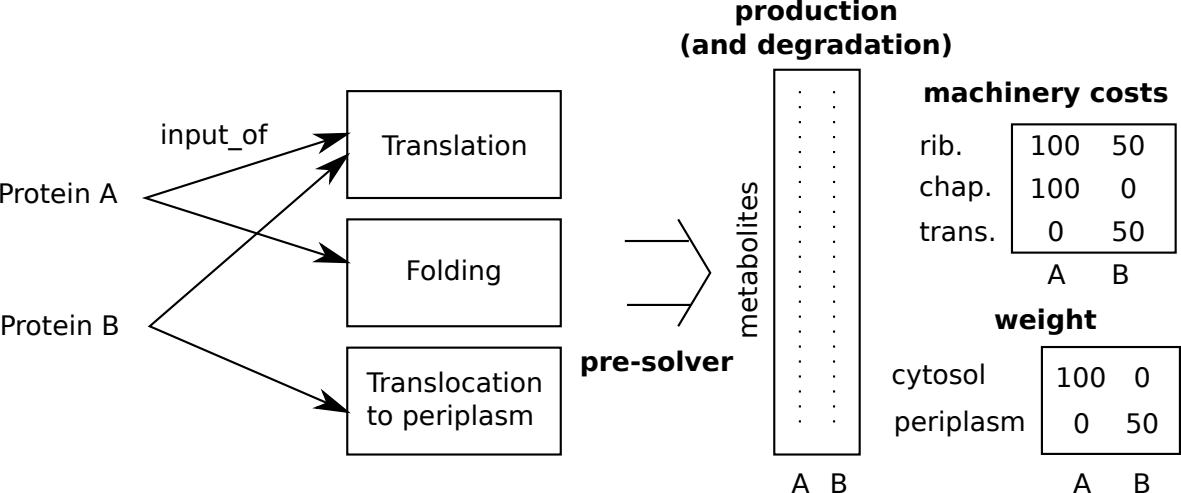 production
(and degradation)
machinery costs
input_of
Translation
rib. 100 50
Protein A
chap. 100 0
metabolites
trans. 0 50
Folding
A B
weight
Protein B
pre-solver
Translocation
to periplasm
cytosol 100 0
periplasm 0 50
A B
A B